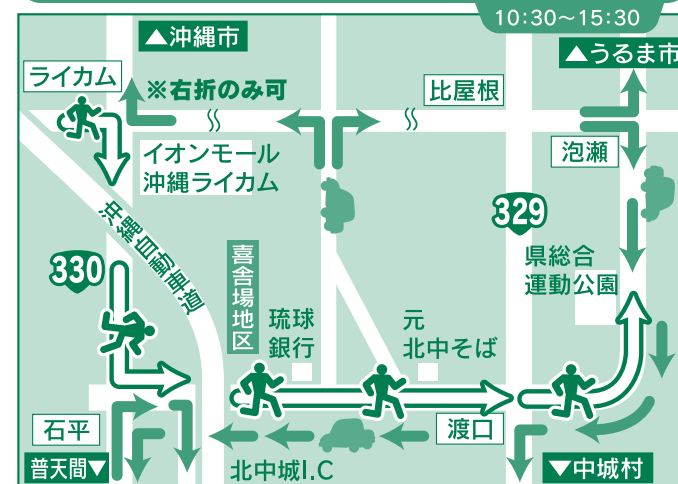 10:30〜15:30
▲沖縄市
▲うるま市
ライカム
※右折のみ可
比屋根
イオンモール
沖縄ライカム
泡瀬
沖縄自動車道
329
330
喜舎場地区
県総合
運動公園
琉球
銀行
元
北中そば
石平
渡口
普天間▼
北中城I.C
▼中城村